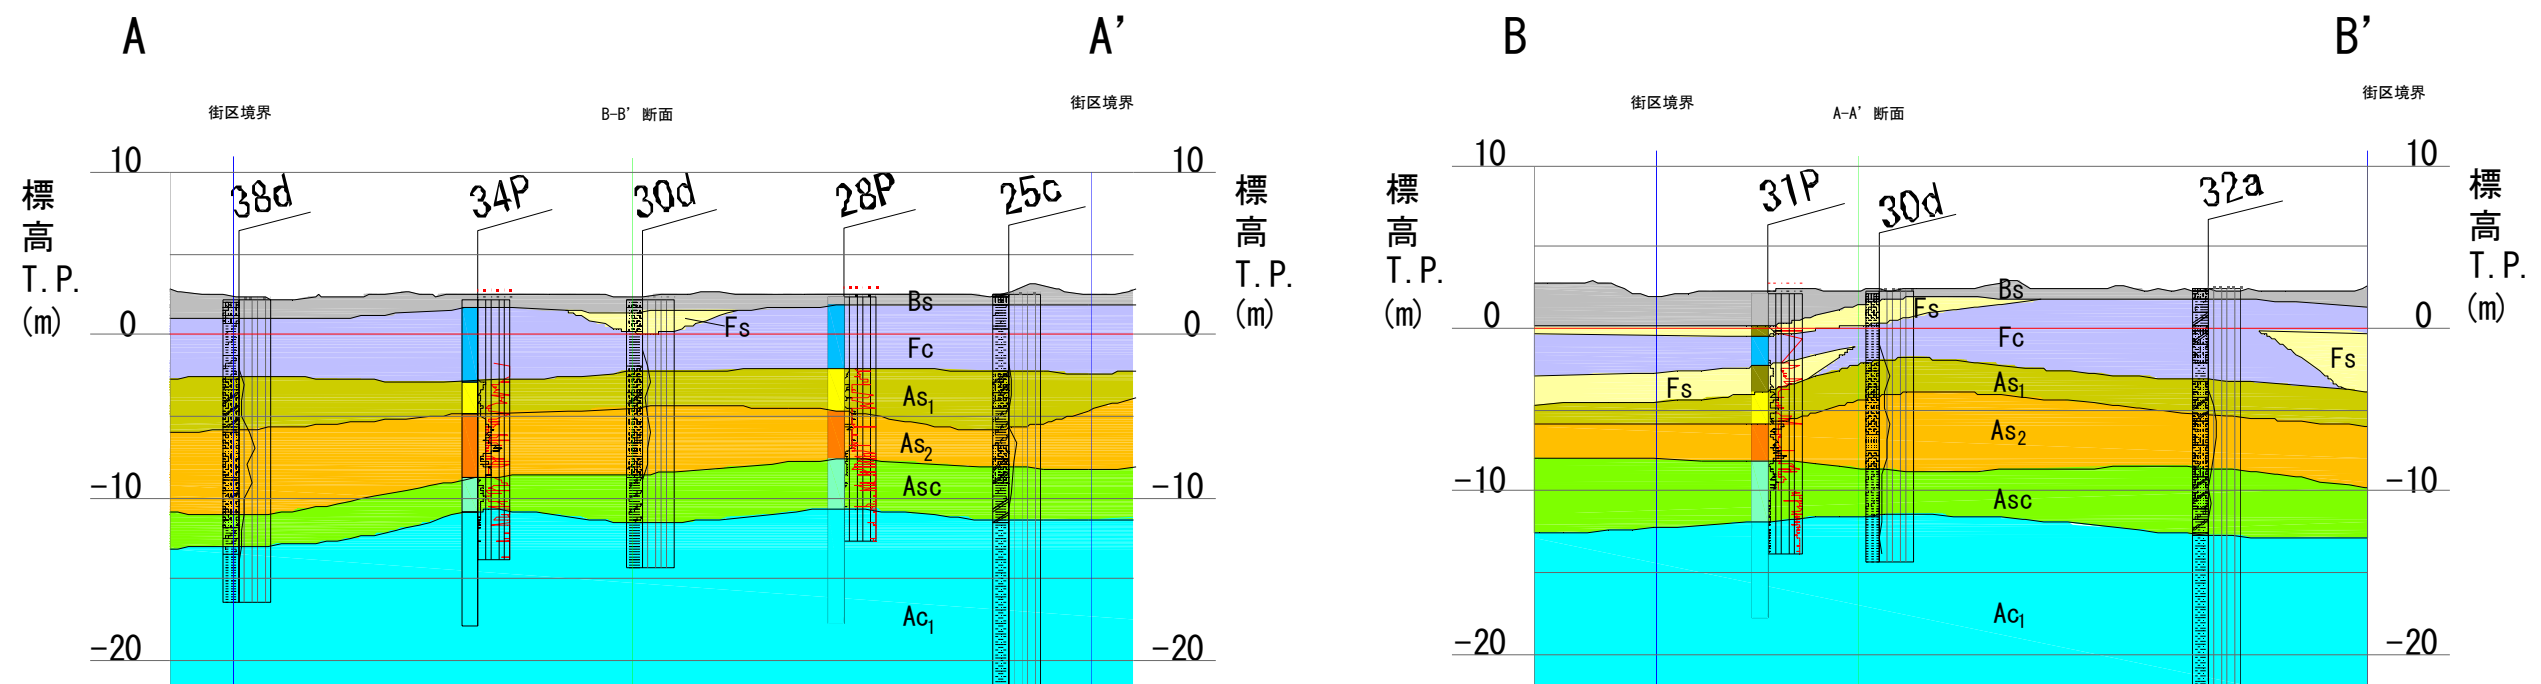 A
A'
街区境界
B-B' 断面
街区境界
標高 T.P. (m)
10
0
-10
-20
38d
34P
30d
28P
25c
Bs
Fs
Fc
As1
As2
Asc
Ac1
10
0
-10
-20
標高 T.P. (m)
B
B'
街区境界
A-A' 断面
街区境界
標高 T.P. (m)
10
0
-10
-20
31P
30d
32a
Bs
Fs
Fc
Fs
Fs
As1
As2
Asc
Ac1
10
0
-10
-20
標高 T.P. (m)